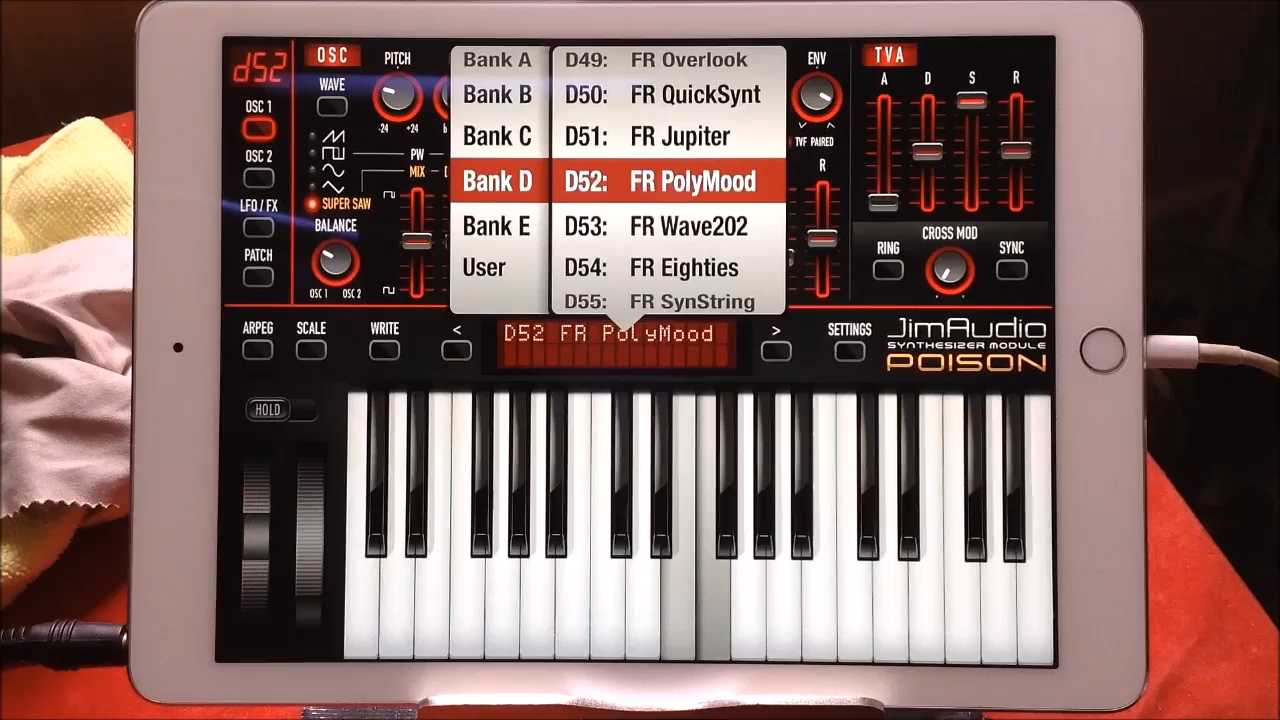 d52
OSC
PITCH
-24 +24
WAVE
OSC 1
OSC 2
LFO / FX
PATCH
PW
MIX
SUPER SAW
BALANCE
OSC 1 OSC 2
Bank A
Bank B
Bank C
Bank D
Bank E
User
D49: FR Overlook
D50: FR QuickSynt
D51: FR Jupiter
D52: FR PolyMood
D53: FR Wave202
D54: FR Eighties
D55: FR SynString
ENV
TVF PAIRED
R
TVA
A D S R
RING
CROSS MOD
SYNC
ARPEG
SCALE
WRITE
<
D52 FR PolyMood
>
SETTINGS
JimAudio
SYNTHESIZER MODULE
POISON
HOLD